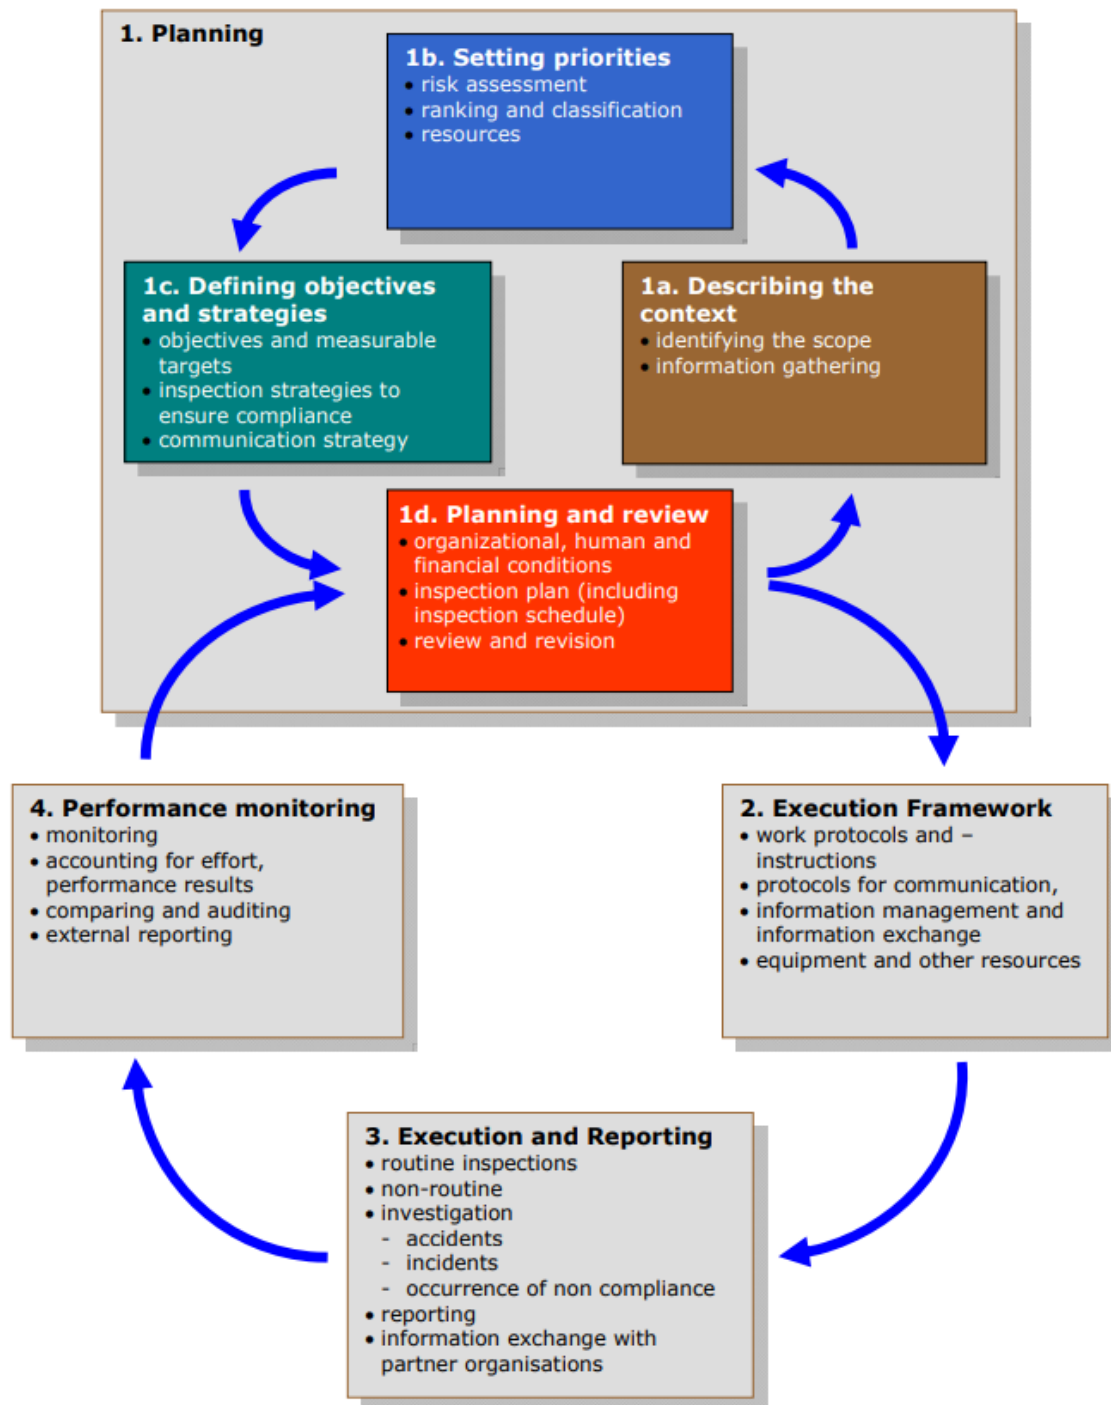 1. Planning
1b. Setting priorities
• risk assessment
• ranking and classification
• resources
1c. Defining objectives
and strategies
• objectives and measurable
targets
• inspection strategies to
ensure compliance
• communication strategy
1a. Describing the
context
• identifying the scope
• information gathering
1d. Planning and review
• organizational, human and
financial conditions
• inspection plan (including
inspection schedule)
• review and revision
4. Performance monitoring
• monitoring
• accounting for effort,
performance results
• comparing and auditing
• external reporting
2. Execution Framework
• work protocols and –
instructions
• protocols for communication,
• information management and
information exchange
• equipment and other resources
3. Execution and Reporting
• routine inspections
• non-routine
• investigation
- accidents
- incidents
- occurrence of non compliance
• reporting
• information exchange with
partner organisations